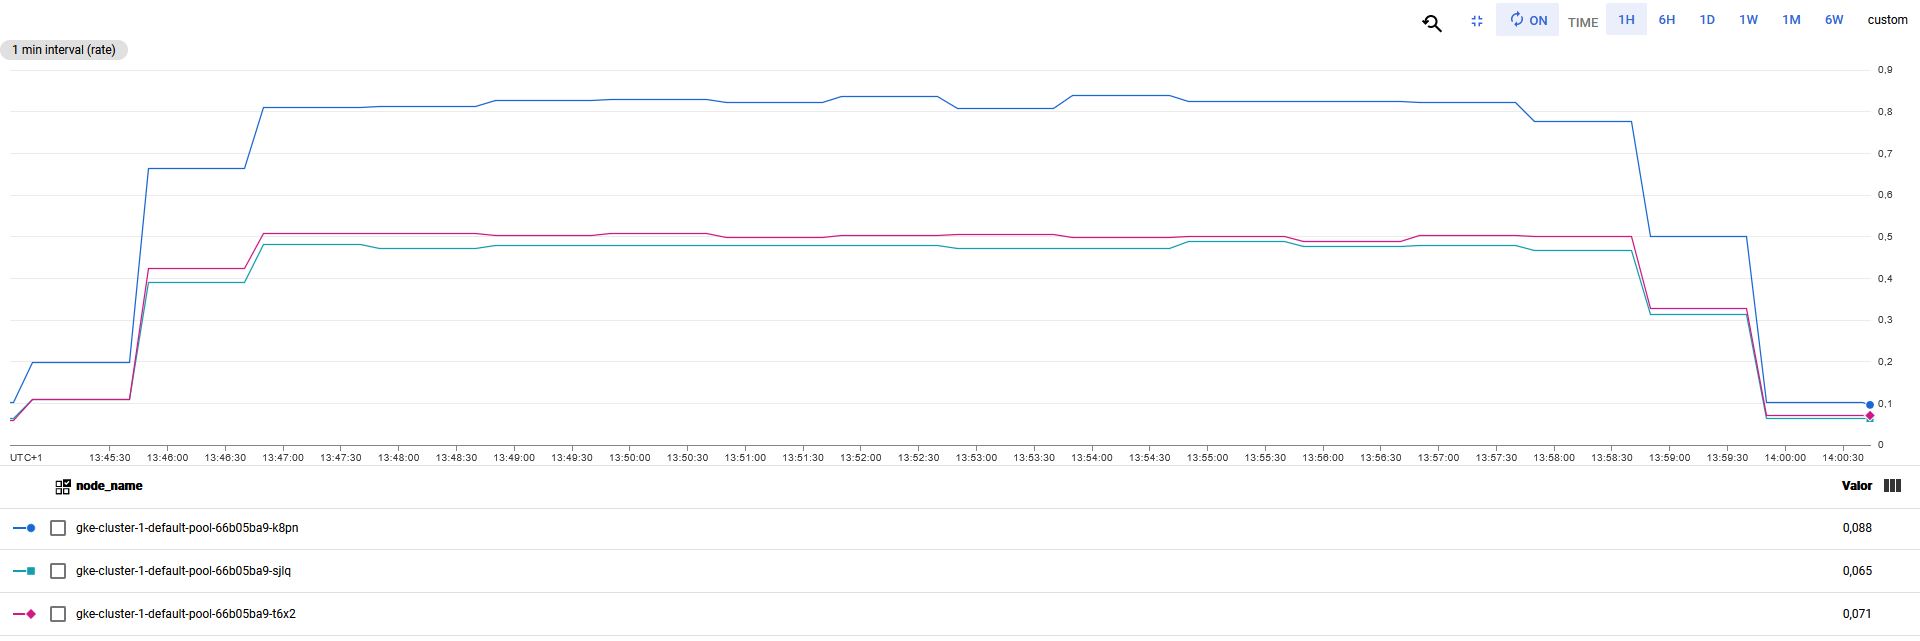 ON TIME 1H 6H 1D 1W 1M 6W custom
1 min interval (rate)
0,9
0,8
0,7
0,6
0,5
0,4
0,3
0,2
0,1
0
UTC+1 13:45:30 13:46:00 13:46:30 13:47:00 13:47:30 13:48:00 13:48:30 13:49:00 13:49:30 13:50:00 13:50:30 13:51:00 13:51:30 13:52:00 13:52:30 13:53:00 13:53:30 13:54:00 13:54:30 13:55:00 13:55:30 13:56:00 13:56:30 13:57:00 13:57:30 13:58:00 13:58:30 13:59:00 13:59:30 14:00:00 14:00:30
node_name Valor
gke-cluster-1-default-pool-66b05ba9-k8pn 0,088
gke-cluster-1-default-pool-66b05ba9-sjlq 0,065
gke-cluster-1-default-pool-66b05ba9-t6x2 0,071